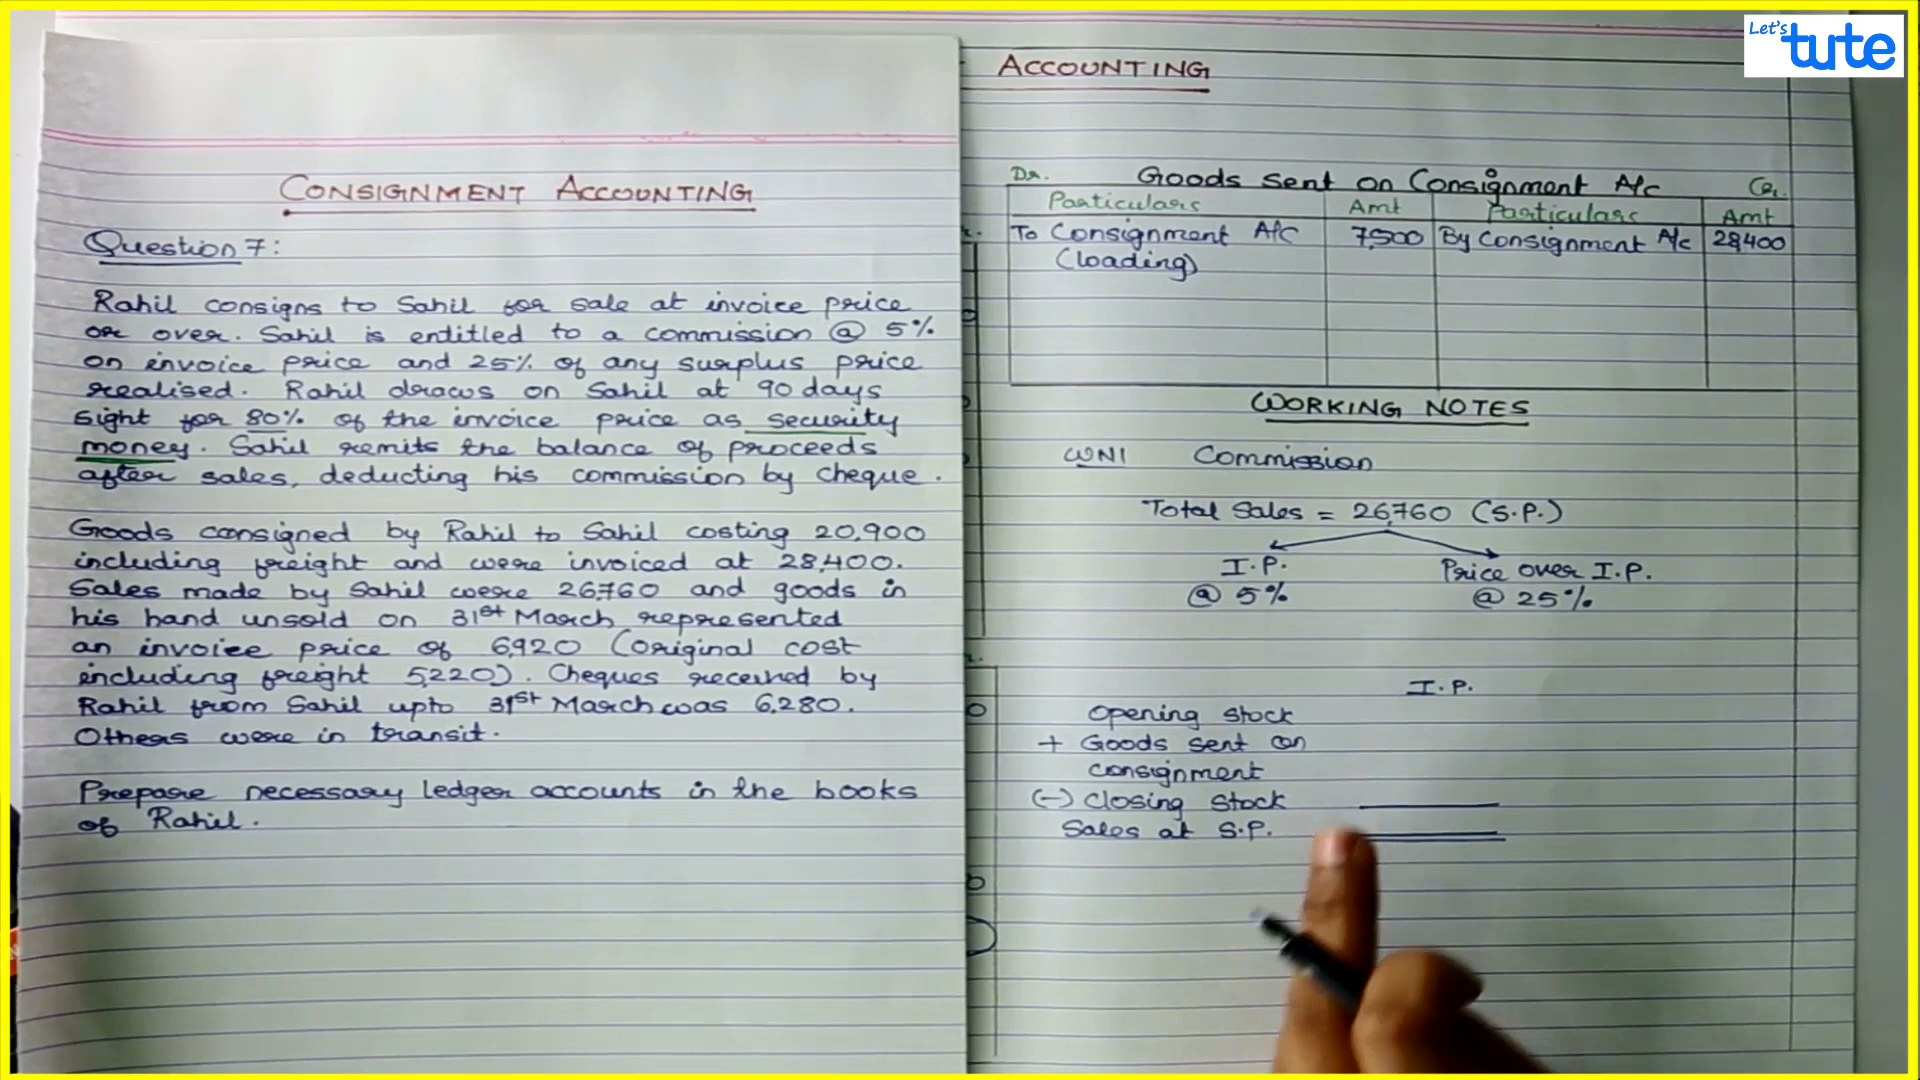 Let's tute
CONSIGNMENT ACCOUNTING
Question 7:
Rahil consigns to Sahil for sale at invoice price
or over. Sahil is entitled to a commission @ 5%
on invoice price and 25% of any surplus price
realised. Rahil draws on Sahil at 90 days
sight for 80% of the invoice price as security
money. Sahil remits the balance of proceeds
after sales, deducting his commission by cheque.
Goods consigned by Rahil to Sahil costing 20,900
including freight and were invoiced at 28,400.
Sales made by Sahil were 26,760 and goods in
his hand unsold on 31st March represented
an invoice price of 6,920 (original cost
including freight 5,220). Cheques received by
Rahil from Sahil upto 31st March was 6,280.
Others were in transit.
Prepare necessary ledger accounts in the books
of Rahil.
ACCOUNTING
Dr. Goods sent on Consignment A/c Cr.
Particulars Amt Particulars Amt
To Consignment A/c 7,500 By Consignment A/c 28,400
(loading)
WORKING NOTES
WN1 Commission
Total Sales = 26,760 (S.P.)
I.P. Price over I.P.
@ 5% @ 25%
I.P.
Opening stock
+ Goods sent on
consignment
(-) Closing stock
Sales at S.P.